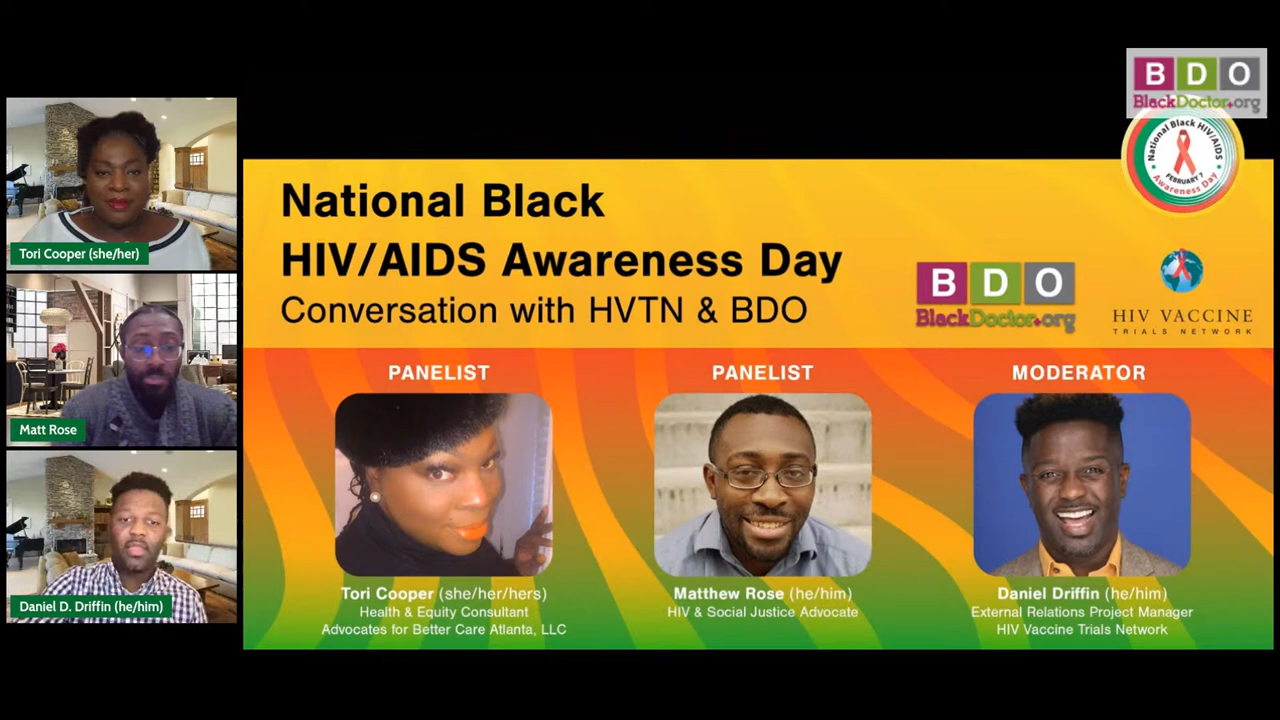 BDO
BlackDoctor.org
National Black HIV/AIDS
FEBRUARY 7
Awareness Day
National Black
HIV/AIDS Awareness Day
Conversation with HVTN & BDO
BDO
BlackDoctor.org
HIV VACCINE
TRIALS NETWORK
Tori Cooper (she/her)
Matt Rose
Daniel D. Driffin (he/him)
PANELIST
PANELIST
MODERATOR
Tori Cooper (she/her/hers)
Health & Equity Consultant
Advocates for Better Care Atlanta, LLC
Matthew Rose (he/him)
HIV & Social Justice Advocate
Daniel Driffin (he/him)
External Relations Project Manager
HIV Vaccine Trials Network